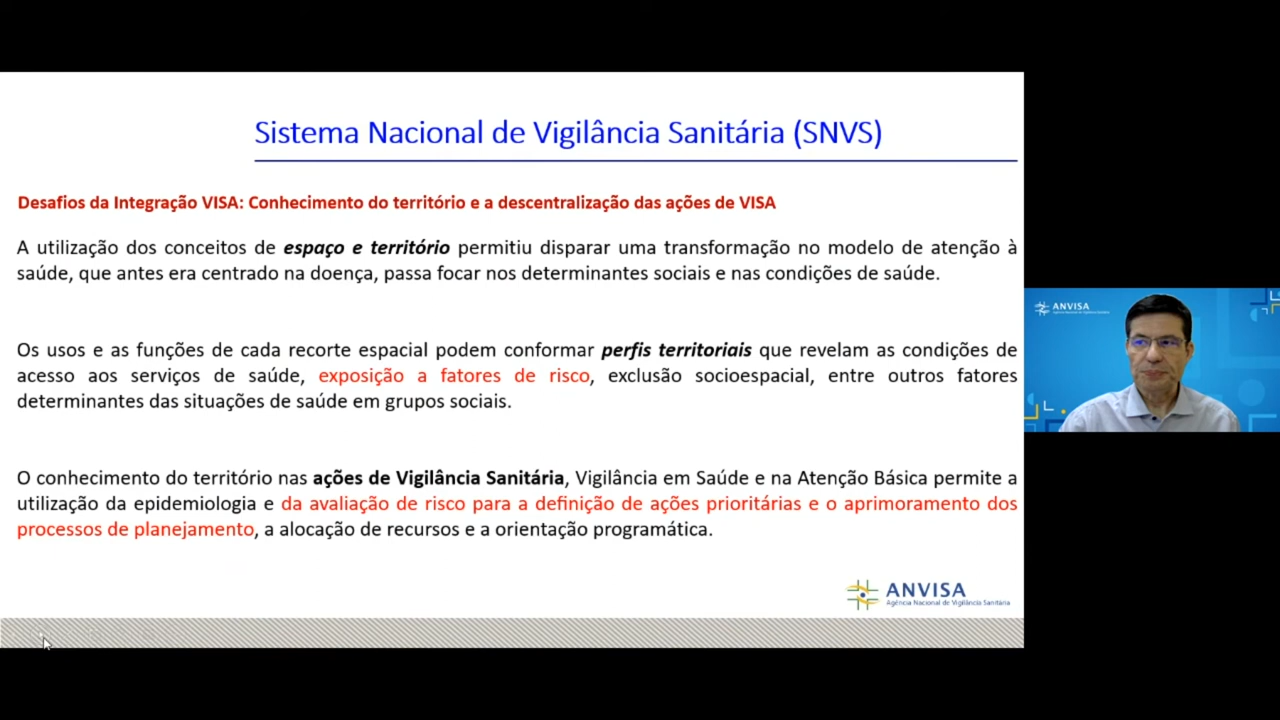 Sistema Nacional de Vigilância Sanitária (SNVS)
Desafios da Integração VISA: Conhecimento do território e a descentralização das ações de VISA
A utilização dos conceitos de espaço e território permitiu disparar uma transformação no modelo de atenção à
saúde, que antes era centrado na doença, passa focar nos determinantes sociais e nas condições de saúde.
Os usos e as funções de cada recorte espacial podem conformar perfis territoriais que revelam as condições de
acesso aos serviços de saúde, exposição a fatores de risco, exclusão socioespacial, entre outros fatores
determinantes das situações de saúde em grupos sociais.
O conhecimento do território nas ações de Vigilância Sanitária, Vigilância em Saúde e na Atenção Básica permite a
utilização da epidemiologia e da avaliação de risco para a definição de ações prioritárias e o aprimoramento dos
processos de planejamento, a alocação de recursos e a orientação programática.
ANVISA
Agência Nacional de Vigilância Sanitária
ANVISA
Agência Nacional de Vigilância Sanitária